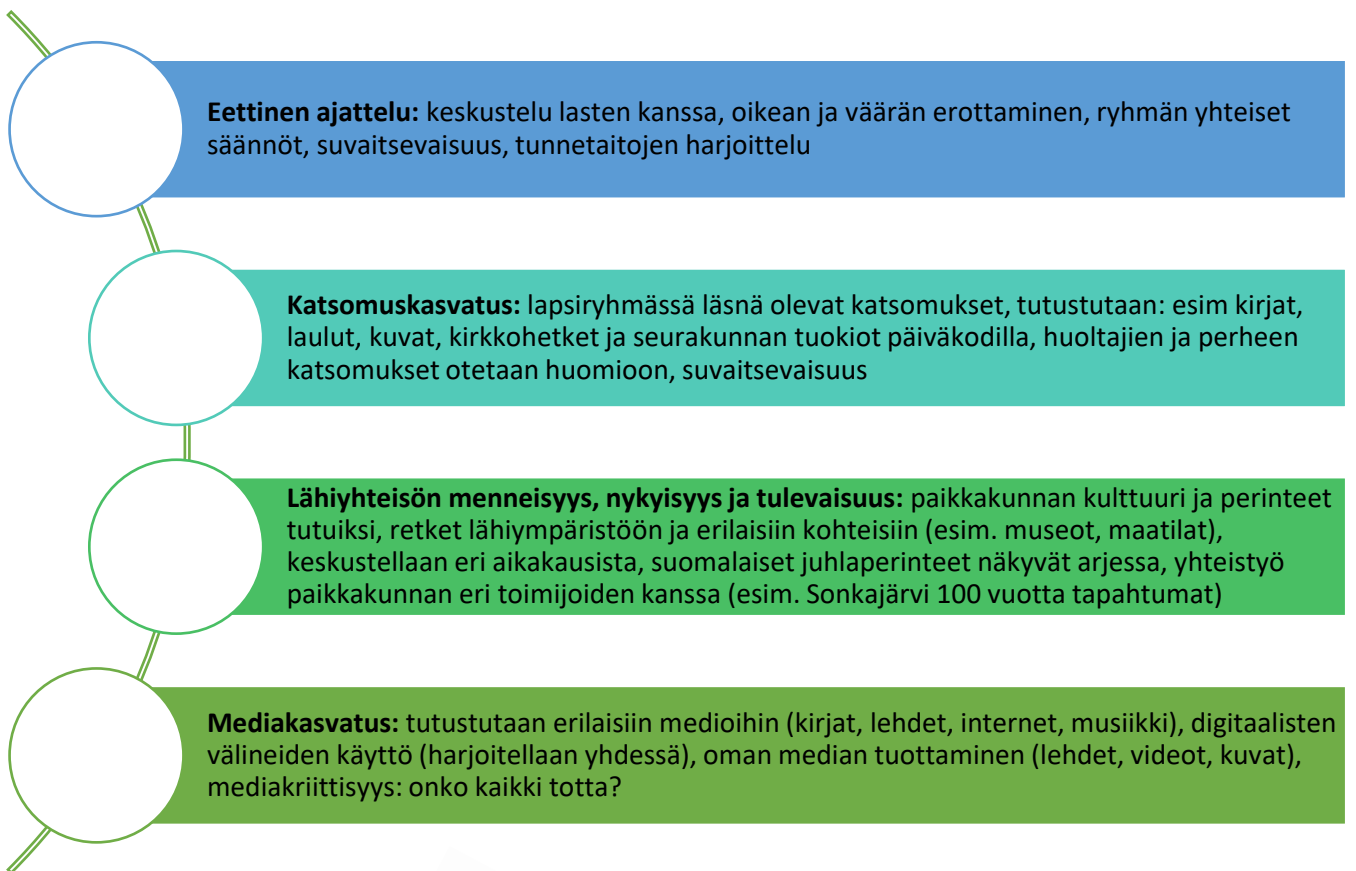 Eettinen ajattelu: keskustelu lasten kanssa, oikean ja väärän erottaminen, ryhmän yhteiset
säännöt, suvaitsevaisuus, tunnetaitojen harjoittelu
Katsomuskasvatus: lapsiryhmässä läsnä olevat katsomukset, tutustutaan: esim kirjat,
laulut, kuvat, kirkkohetket ja seurakunnan tuokiot päiväkodilla, huoltajien ja perheen
katsomukset otetaan huomioon, suvaitsevaisuus
Lähiyhteisön menneisyys, nykyisyys ja tulevaisuus: paikkakunnan kulttuuri ja perinteet
tutuiksi, retket lähiympäristöön ja erilaisiin kohteisiin (esim. museot, maatilat),
keskustellaan eri aikakausista, suomalaiset juhlaperinteet näkyvät arjessa, yhteistyö
paikkakunnan eri toimijoiden kanssa (esim. Sonkajärvi 100 vuotta tapahtumat)
Mediakasvatus: tutustutaan erilaisiin medioihin (kirjat, lehdet, internet, musiikki), digitaalisten
välineiden käyttö (harjoitellaan yhdessä), oman median tuottaminen (lehdet, videot, kuvat),
mediakriittisyys: onko kaikki totta?